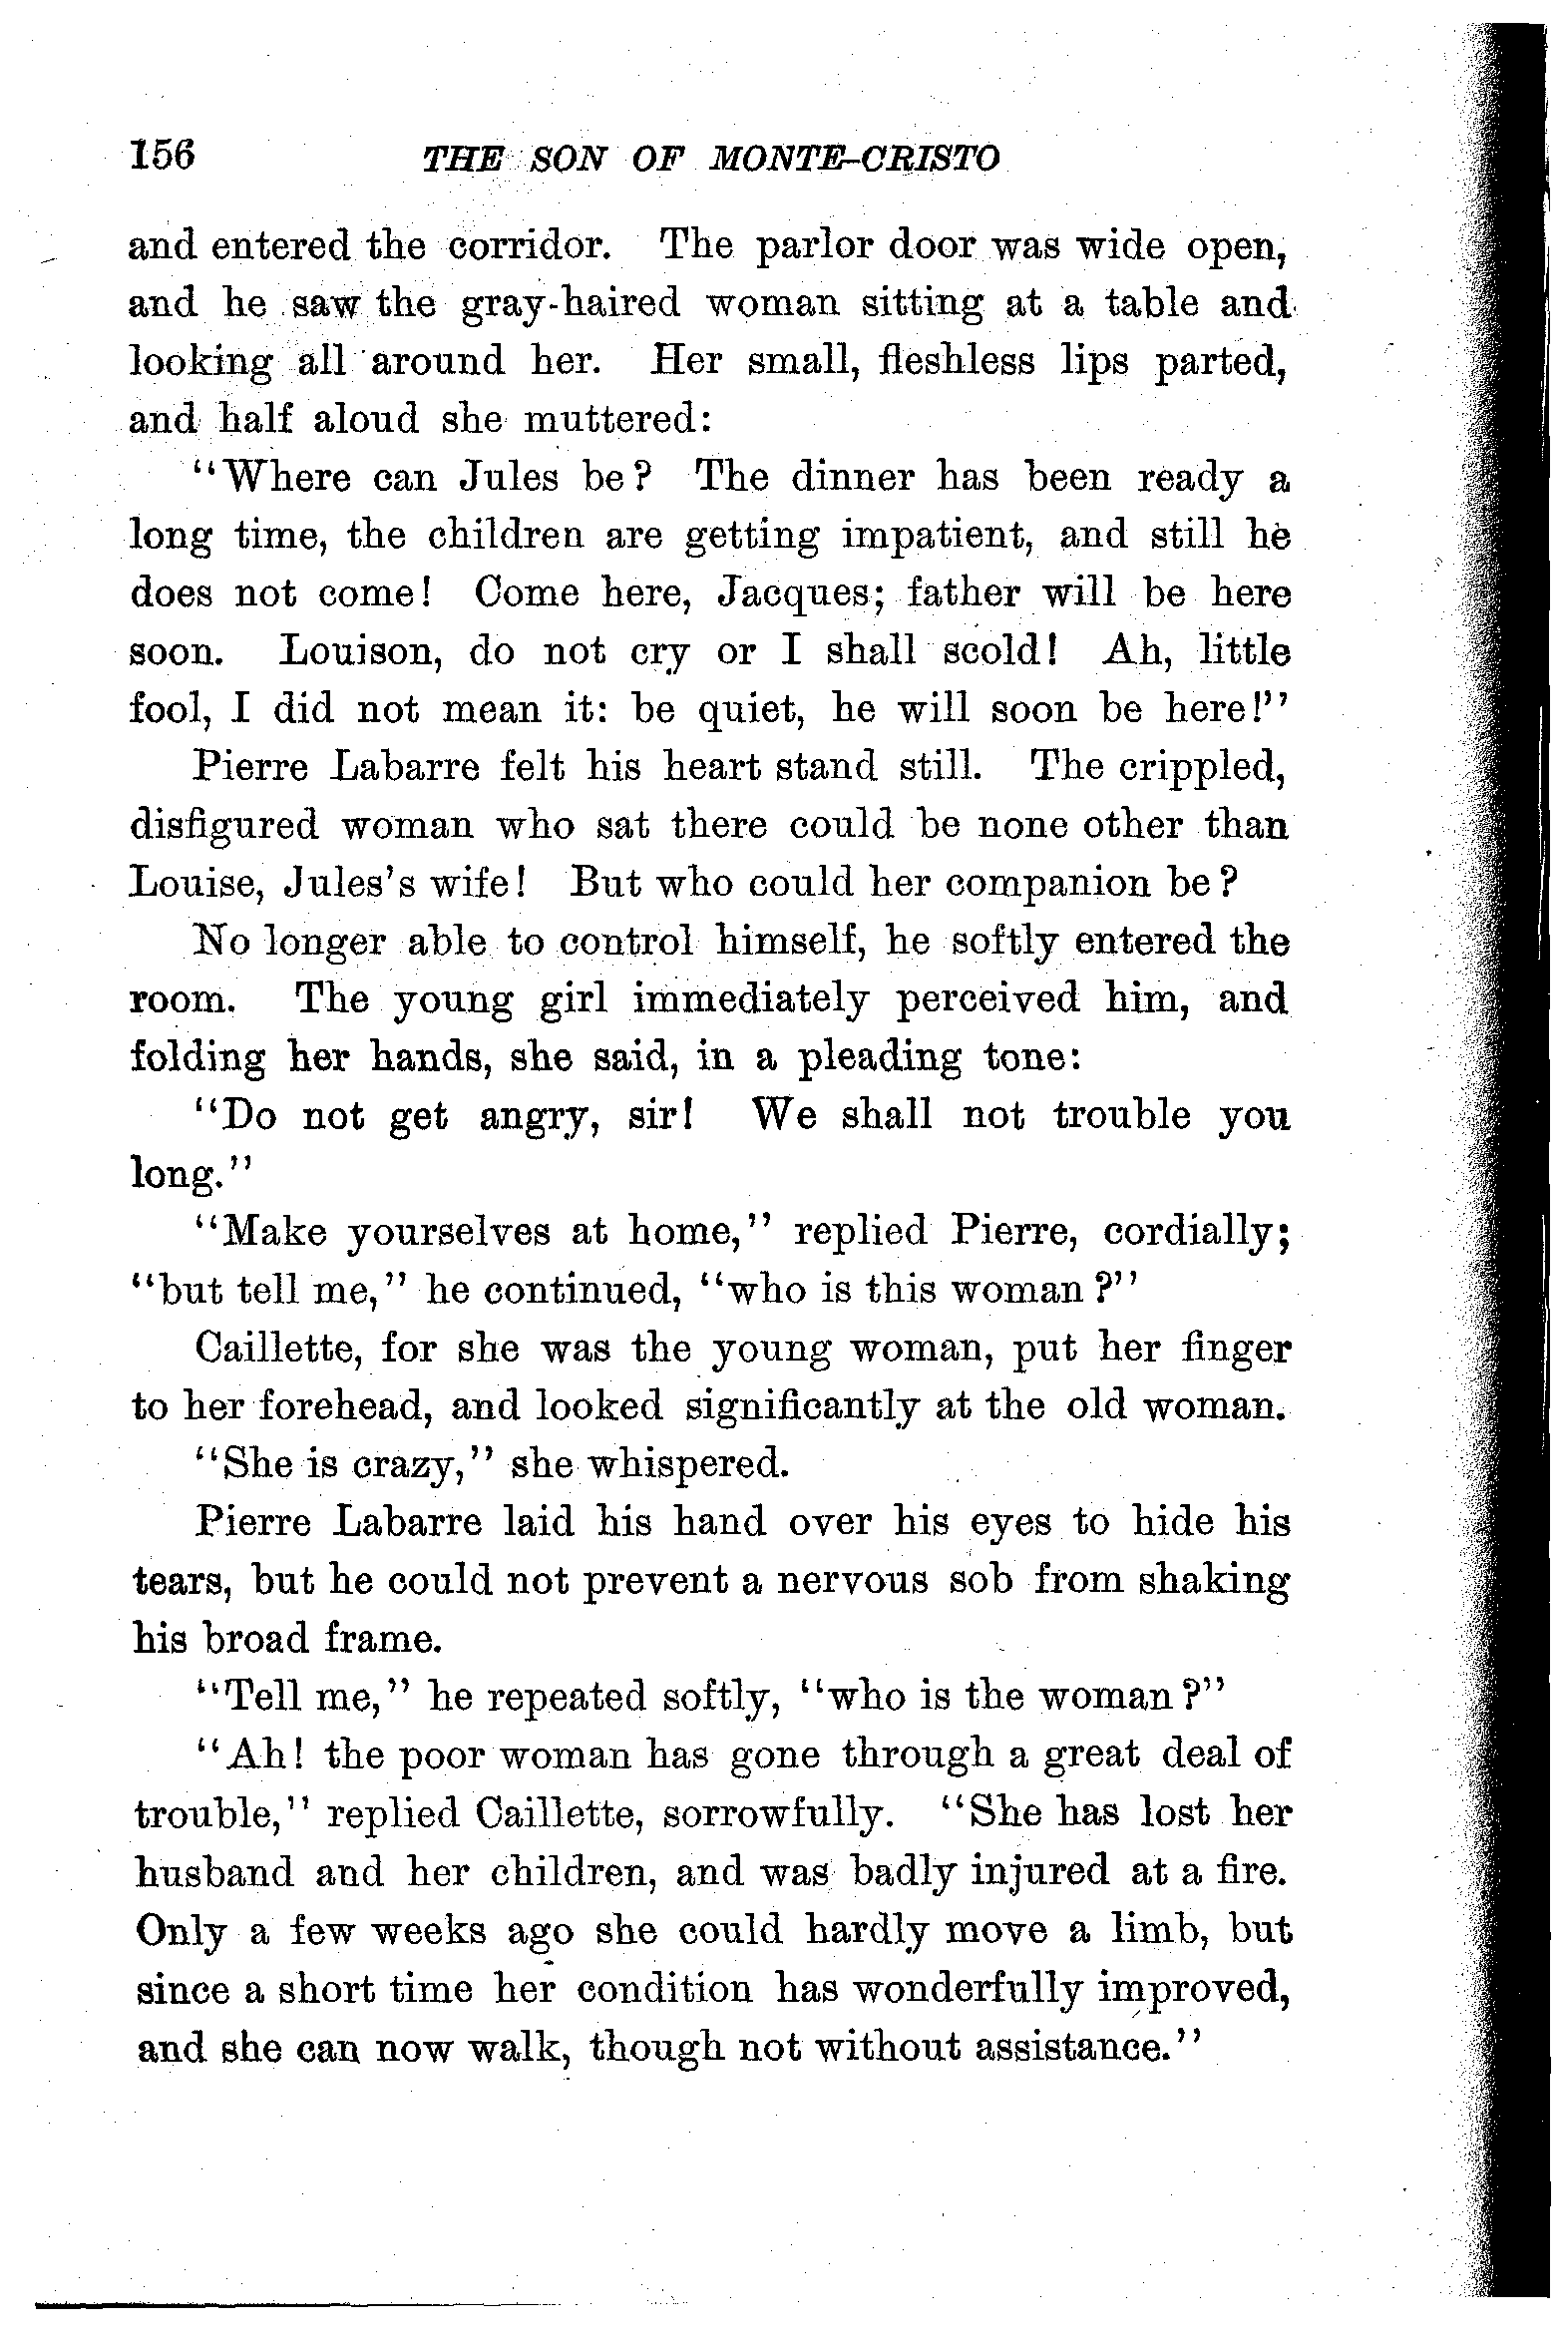 156 THE SON OF MONTE-CRISTO
and entered the corridor. The parlor door was wide open,
and he saw the gray-haired woman sitting at a table and
looking all around her. Her small, fleshless lips parted,
and half aloud she muttered:
"Where can Jules be? The dinner has been ready a
long time, the children are getting impatient, and still he
does not come! Come here, Jacques; father will be here
soon. Louison, do not cry or I shall scold! Ah, little
fool, I did not mean it: be quiet, he will soon be here!"
Pierre Labarre felt his heart stand still. The crippled,
disfigured woman who sat there could be none other than
Louise, Jules's wife! But who could her companion be?
No longer able to control himself, he softly entered the
room. The young girl immediately perceived him, and
folding her hands, she said, in a pleading tone:
"Do not get angry, sir! We shall not trouble you
long."
"Make yourselves at home," replied Pierre, cordially;
"but tell me," he continued, "who is this woman?"
Caillette, for she was the young woman, put her finger
to her forehead, and looked significantly at the old woman.
"She is crazy," she whispered.
Pierre Labarre laid his hand over his eyes to hide his
tears, but he could not prevent a nervous sob from shaking
his broad frame.
"Tell me," he repeated softly, "who is the woman?"
"Ah! the poor woman has gone through a great deal of
trouble," replied Caillette, sorrowfully. "She has lost her
husband and her children, and was badly injured at a fire.
Only a few weeks ago she could hardly move a limb, but
since a short time her condition has wonderfully improved,
and she can now walk, though not without assistance."